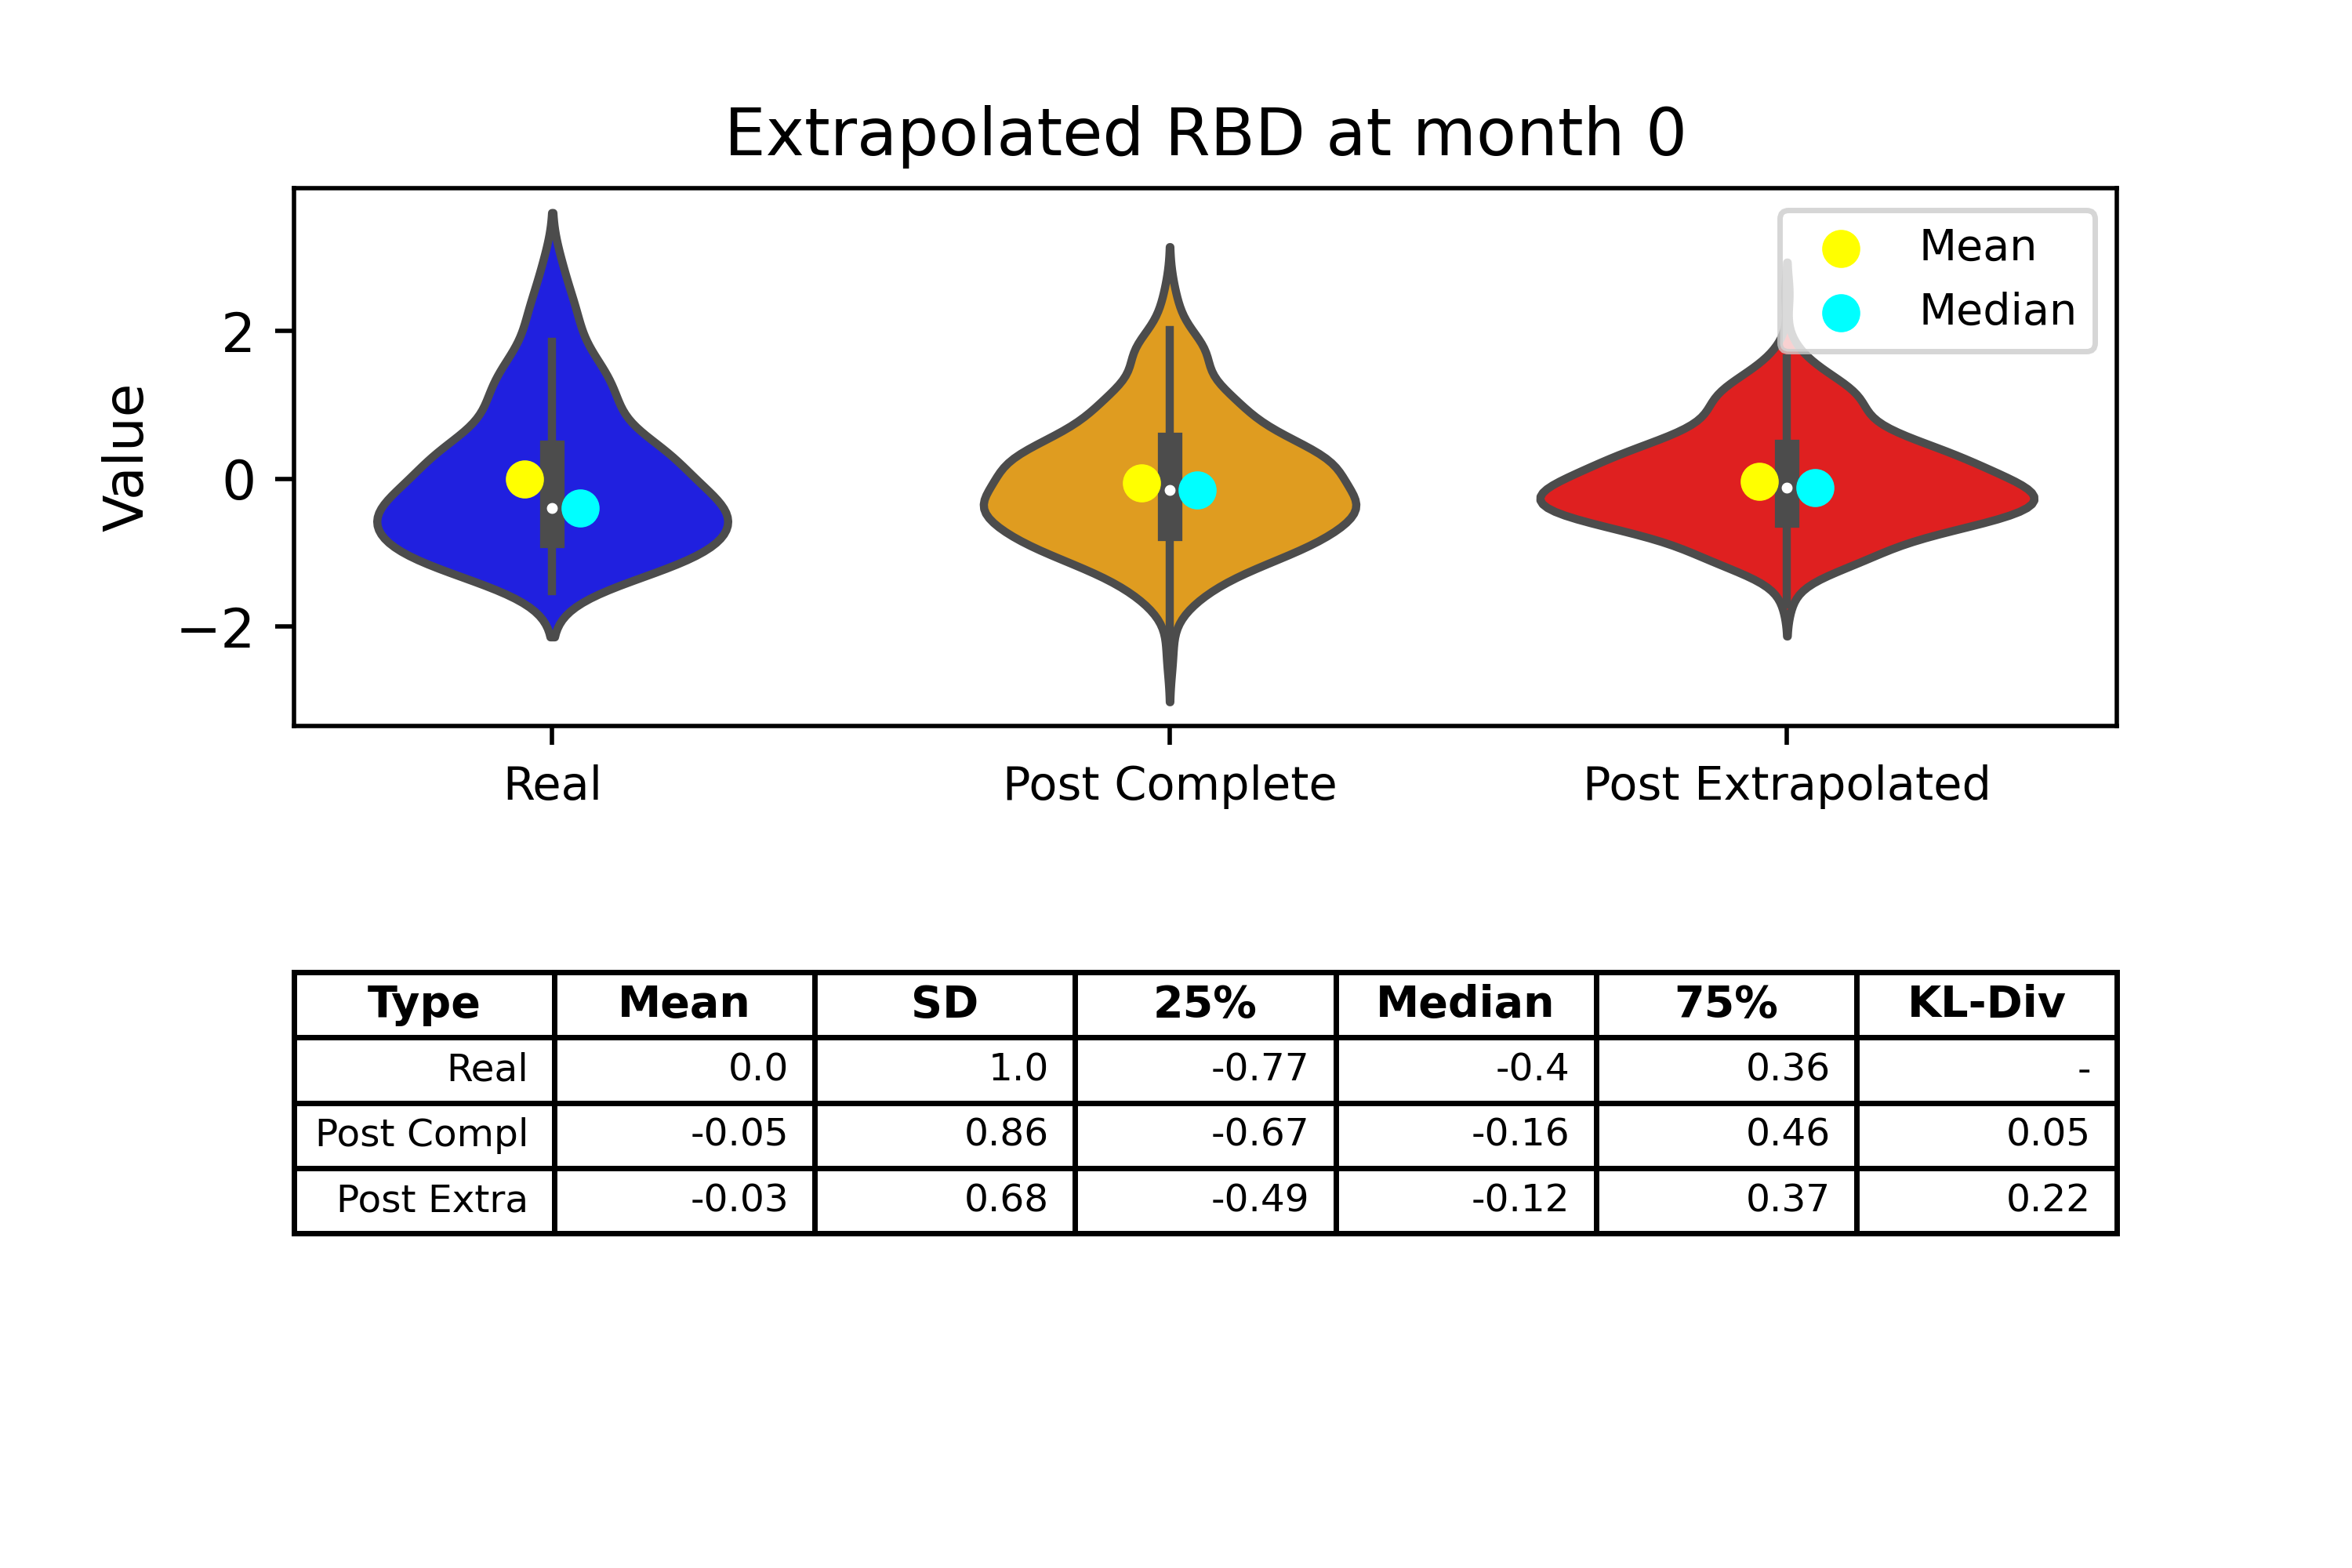 Extrapolated RBD at month 0
Mean
Median
Value
2
0
−2
Real Post Complete Post Extrapolated
Type Mean SD 25% Median 75% KL-Div
Real 0.0 1.0 -0.77 -0.4 0.36 -
Post Compl -0.05 0.86 -0.67 -0.16 0.46 0.05
Post Extra -0.03 0.68 -0.49 -0.12 0.37 0.22